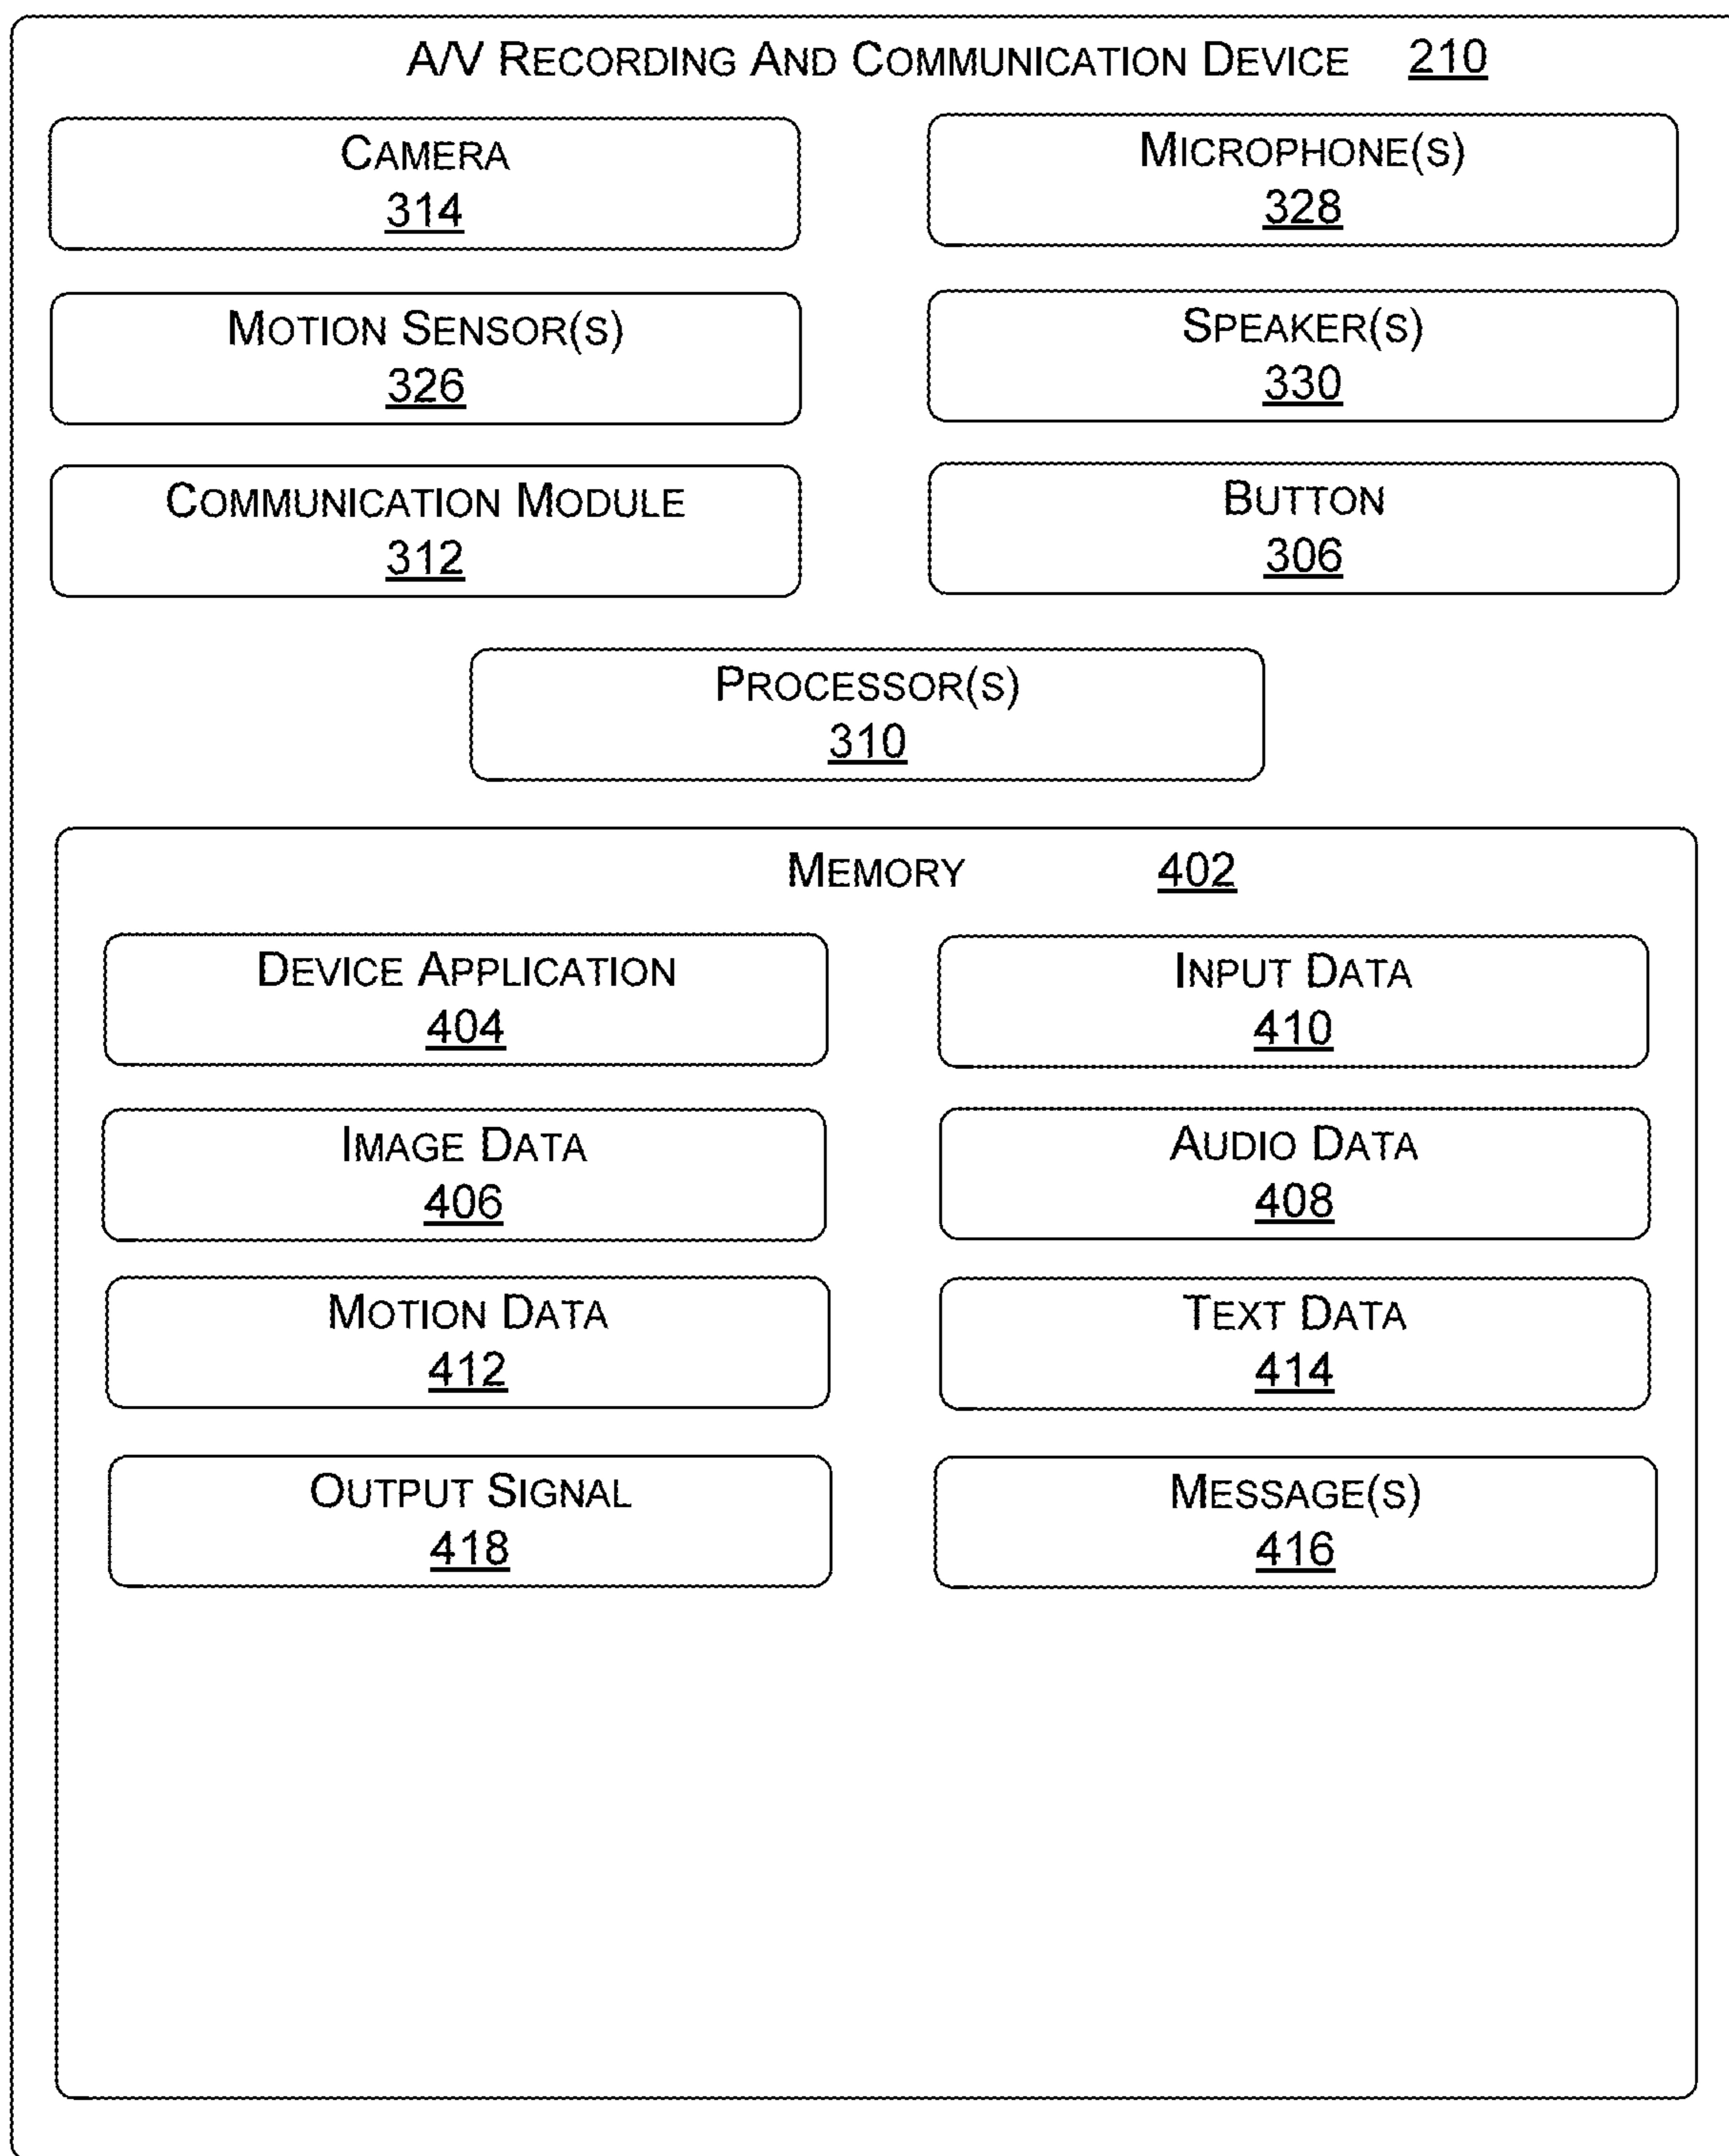 A/V RECORDING AND COMMUNICATION DEVICE 210
CAMERA
314
MICROPHONE(S)
328
MOTION SENSOR(S)
326
SPEAKER(S)
330
COMMUNICATION MODULE
312
BUTTON
306
PROCESSOR(S)
310
MEMORY 402
DEVICE APPLICATION
404
INPUT DATA
410
IMAGE DATA
406
AUDIO DATA
408
MOTION DATA
412
TEXT DATA
414
OUTPUT SIGNAL
418
MESSAGE(S)
416